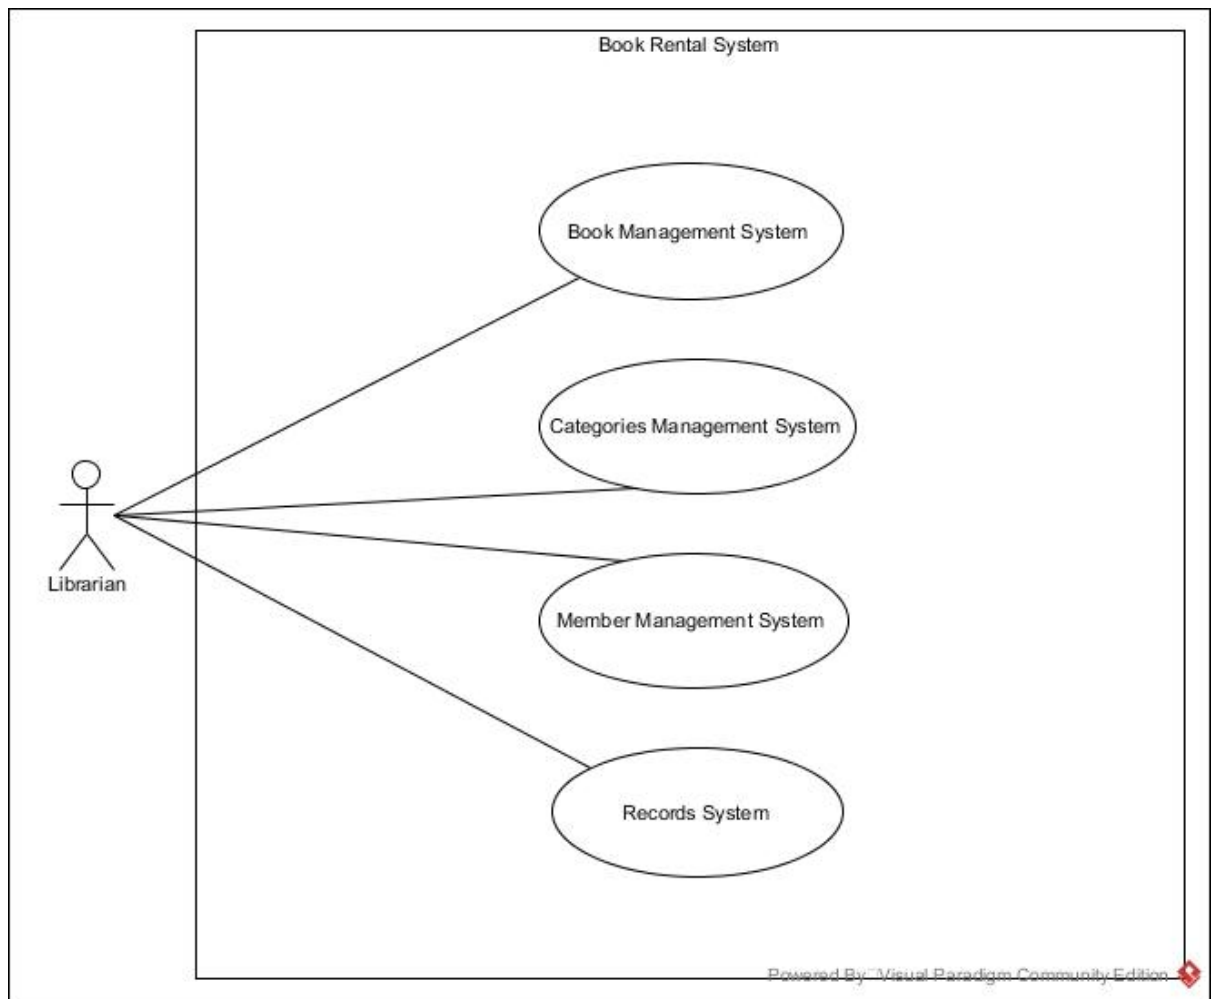 Book Rental System
Book Management System
Categories Management System
Librarian
Member Management System
Records System
Powered By Visual Paradigm Community Edition